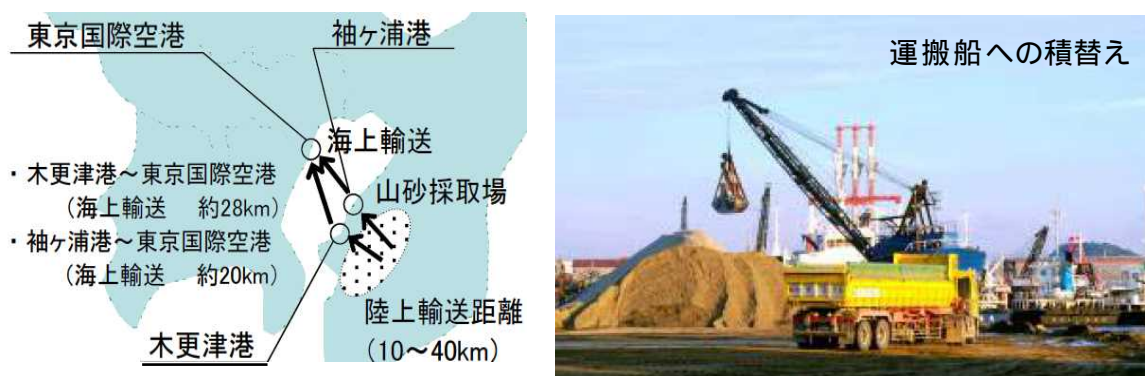 東京国際空港
袖ヶ浦港
海上輸送
・木更津港～東京国際空港
（海上輸送　約28km）
山砂採取場
・袖ヶ浦港～東京国際空港
（海上輸送　約20km）
陸上輸送距離
（10～40km）
木更津港
運搬船への積替え